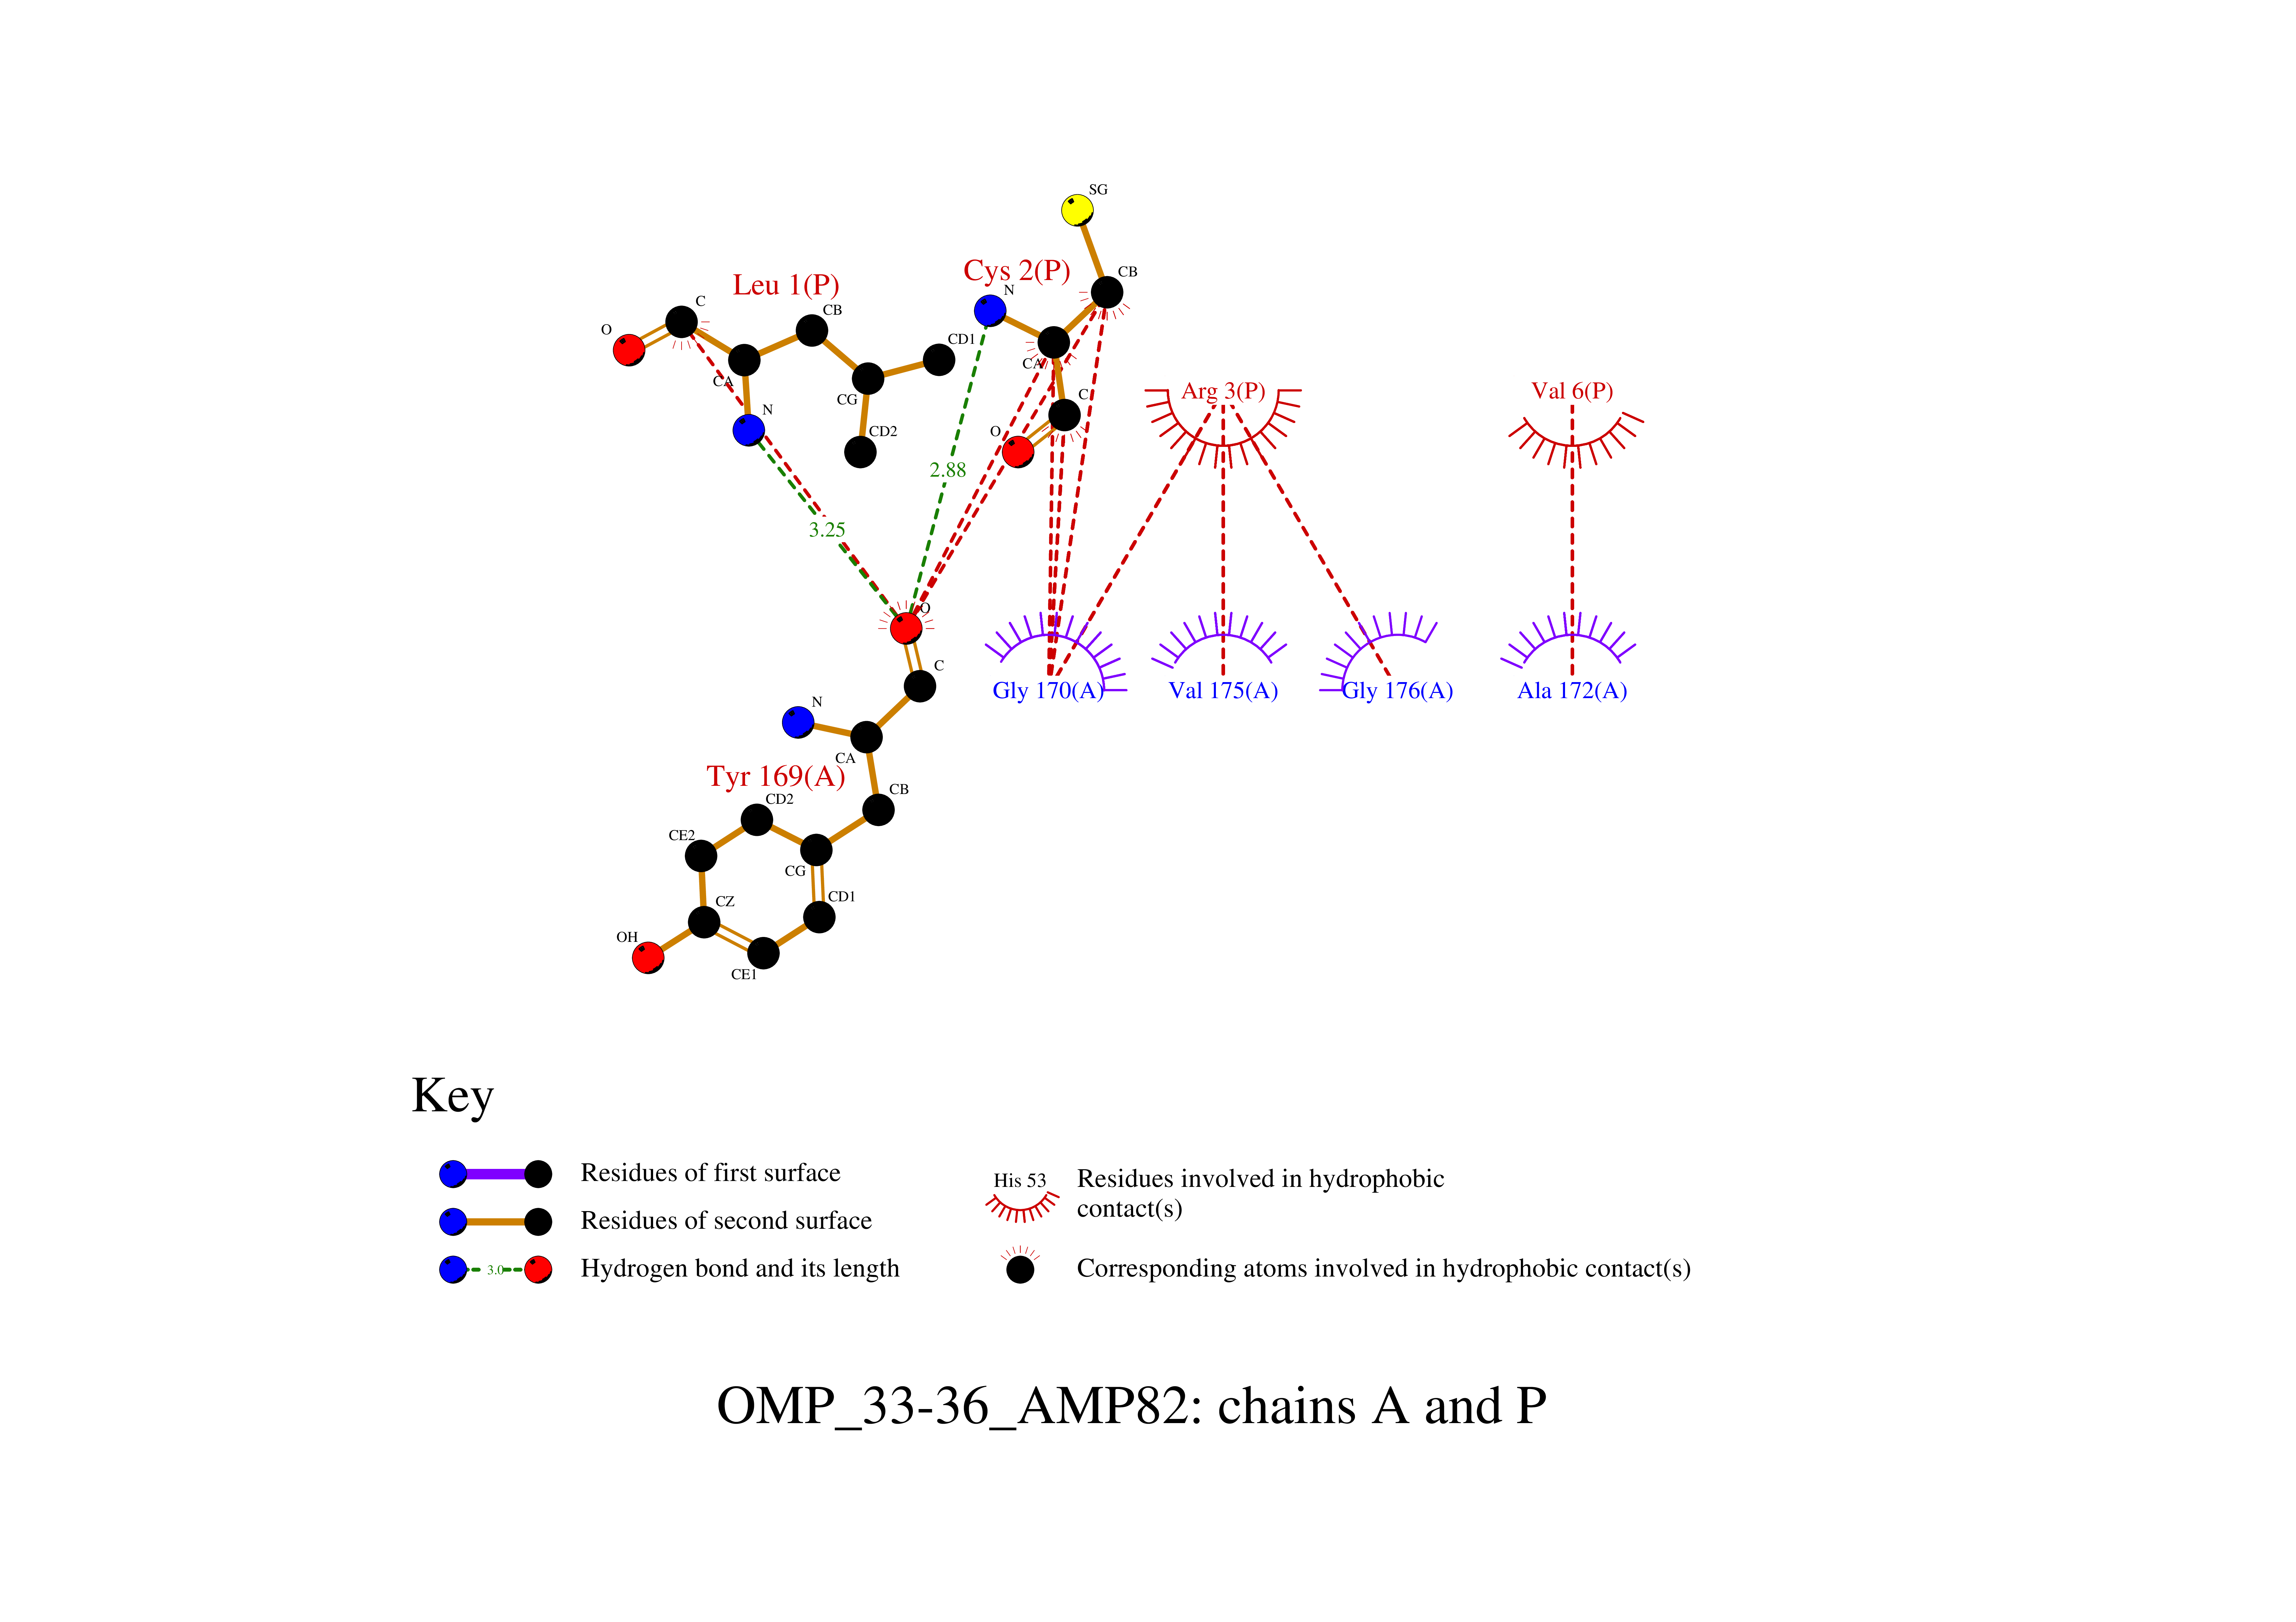 SG
Cys 2(P)
CB
Leu 1(P)
N
C
CB
O
CD1
CA
CA
N
CG
C
CD2
O
Arg 3(P)
Val 6(P)
2.88
3.25
O
C
Gly 170(A)
Val 175(A)
Gly 176(A)
Ala 172(A)
N
CA
Tyr 169(A)
CB
CD2
CE2
CG
CD1
CZ
OH
CE1
Key
Residues of first surface
Residues of second surface
3.0
Hydrogen bond and its length
His 53
Residues involved in hydrophobic
contact(s)
Corresponding atoms involved in hydrophobic contact(s)
OMP_33-36_AMP82: chains A and P